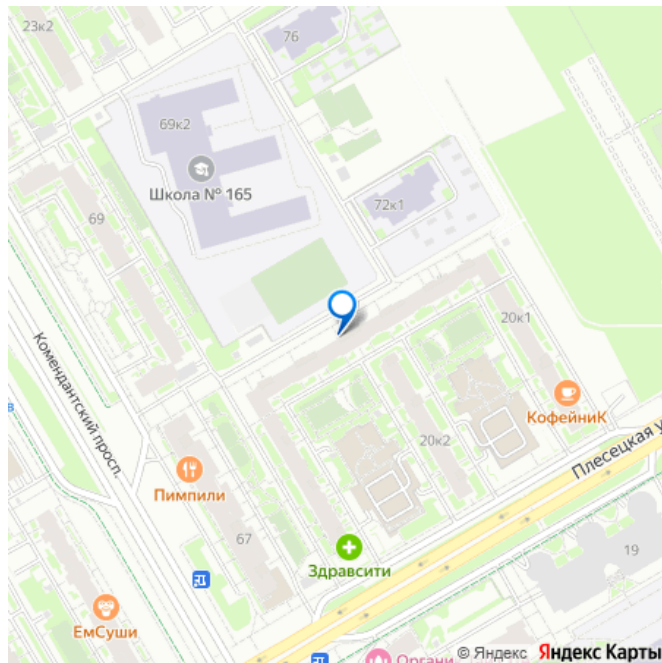 23к2
76
69к2
Школа № 165
72к1
69
20к1
Комендантский просп.
КофейниК
20к2
Плесецкая у
Пимпили
67
19
Здравсити
ЕмСуши
Органи
© Яндекс Яндекс Карты